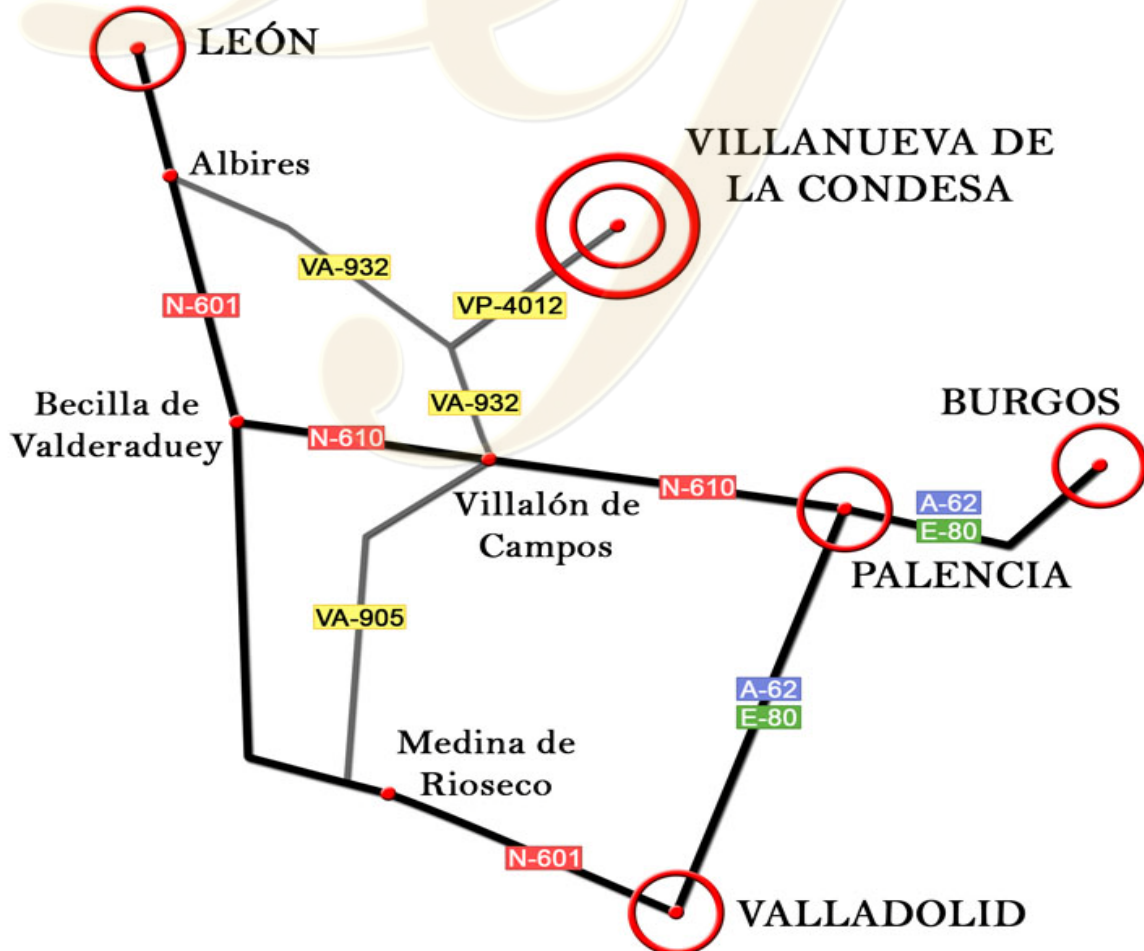 LEÓN
VILLANUEVA DE
LA CONDESA
Albires
VA-932
N-601
VP-4012
Becilla de
Valderaduey
VA-932
BURGOS
N-610
N-610
Villalón de
Campos
A-62
E-80
PALENCIA
VA-905
A-62
E-80
Medina de
Rioseco
N-601
VALLADOLID